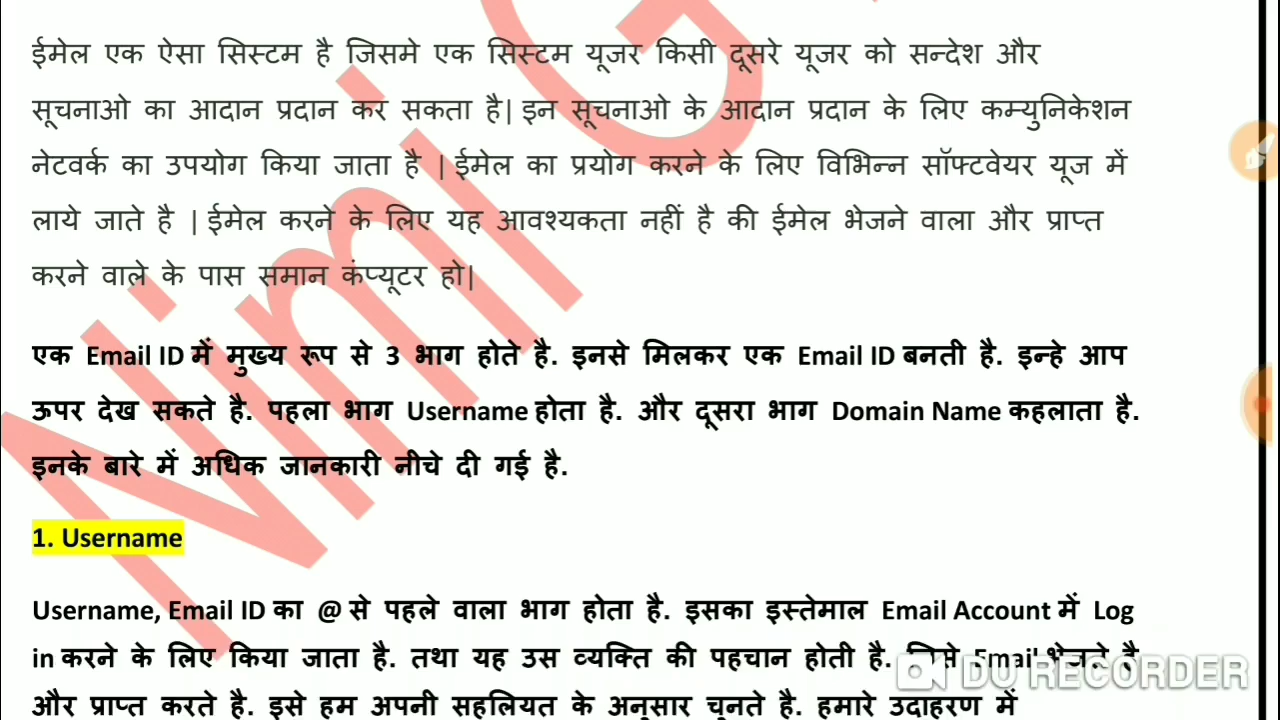 ईमेल एक ऐसा सिस्टम है जिसमे एक सिस्टम यूजर किसी दूसरे यूजर को सन्देश और
सूचनाओ का आदान प्रदान कर सकता है| इन सूचनाओ के आदान प्रदान के लिए कम्युनिकेशन
नेटवर्क का उपयोग किया जाता है | ईमेल का प्रयोग करने के लिए विभिन्न सॉफ्टवेयर यूज में
लाये जाते है | ईमेल करने के लिए यह आवश्यकता नहीं है की ईमेल भेजने वाला और प्राप्त
करने वाले के पास समान कंप्यूटर हो|
एक Email ID में मुख्य रूप से 3 भाग होते है. इनसे मिलकर एक Email ID बनती है. इन्हे आप
ऊपर देख सकते है. पहला भाग Username होता है. और दूसरा भाग Domain Name कहलाता है.
इनके बारे में अधिक जानकारी नीचे दी गई है.
1. Username
Username, Email ID का @ से पहले वाला भाग होता है. इसका इस्तेमाल Email Account में Log
in करने के लिए किया जाता है. तथा यह उस व्यक्ति की पहचान होती है. जिसे Email भेजते है
और प्राप्त करते है. इसे हम अपनी सहूलियत के अनुसार चुनते है. हमारे उदाहरण में
DU RECORDER
Nimi G